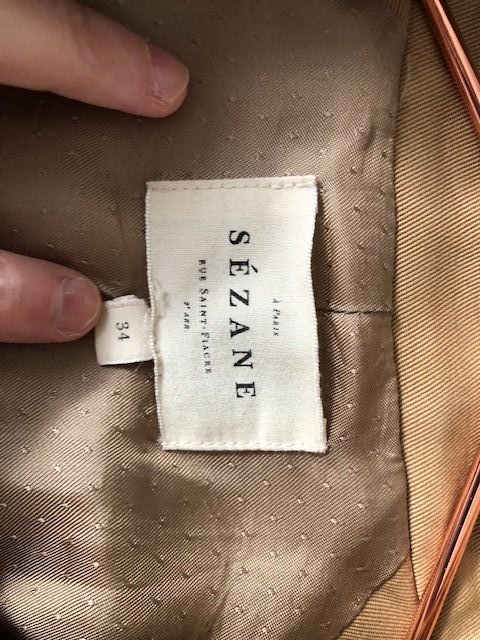 À PARIS
SÉZANE
RUE SAINT-FIACRE
2ᵉ ARR.
34